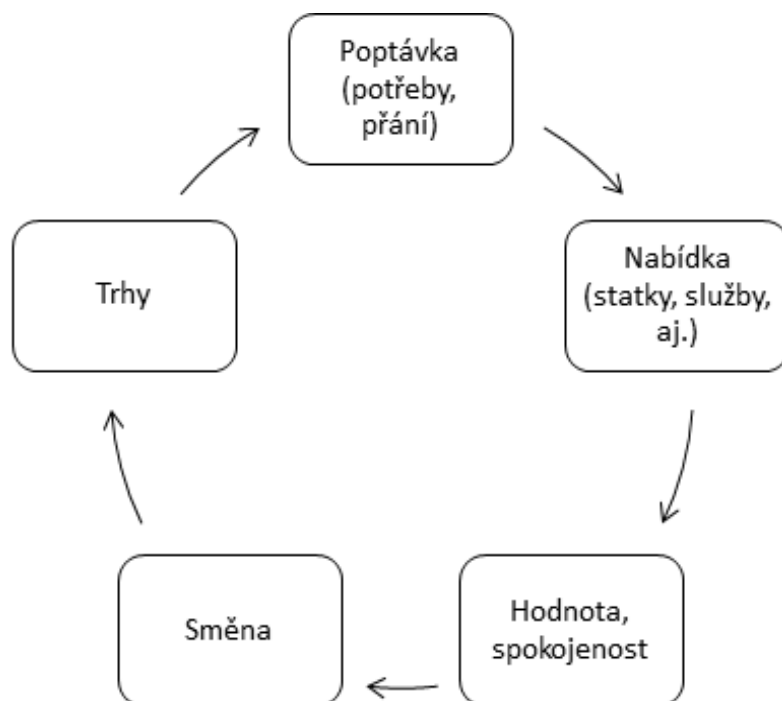 Poptávka
(potřeby,
přání)
Nabídka
(statky, služby,
aj.)
Hodnota,
spokojenost
Směna
Trhy